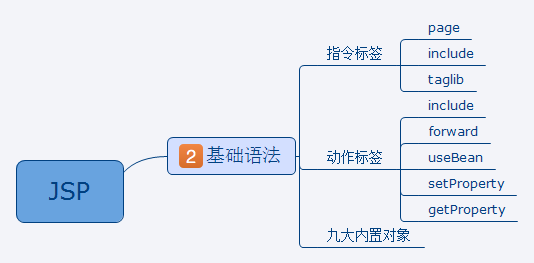 JSP
2 基础语法
指令标签
page
include
taglib
动作标签
include
forward
useBean
setProperty
getProperty
九大内置对象